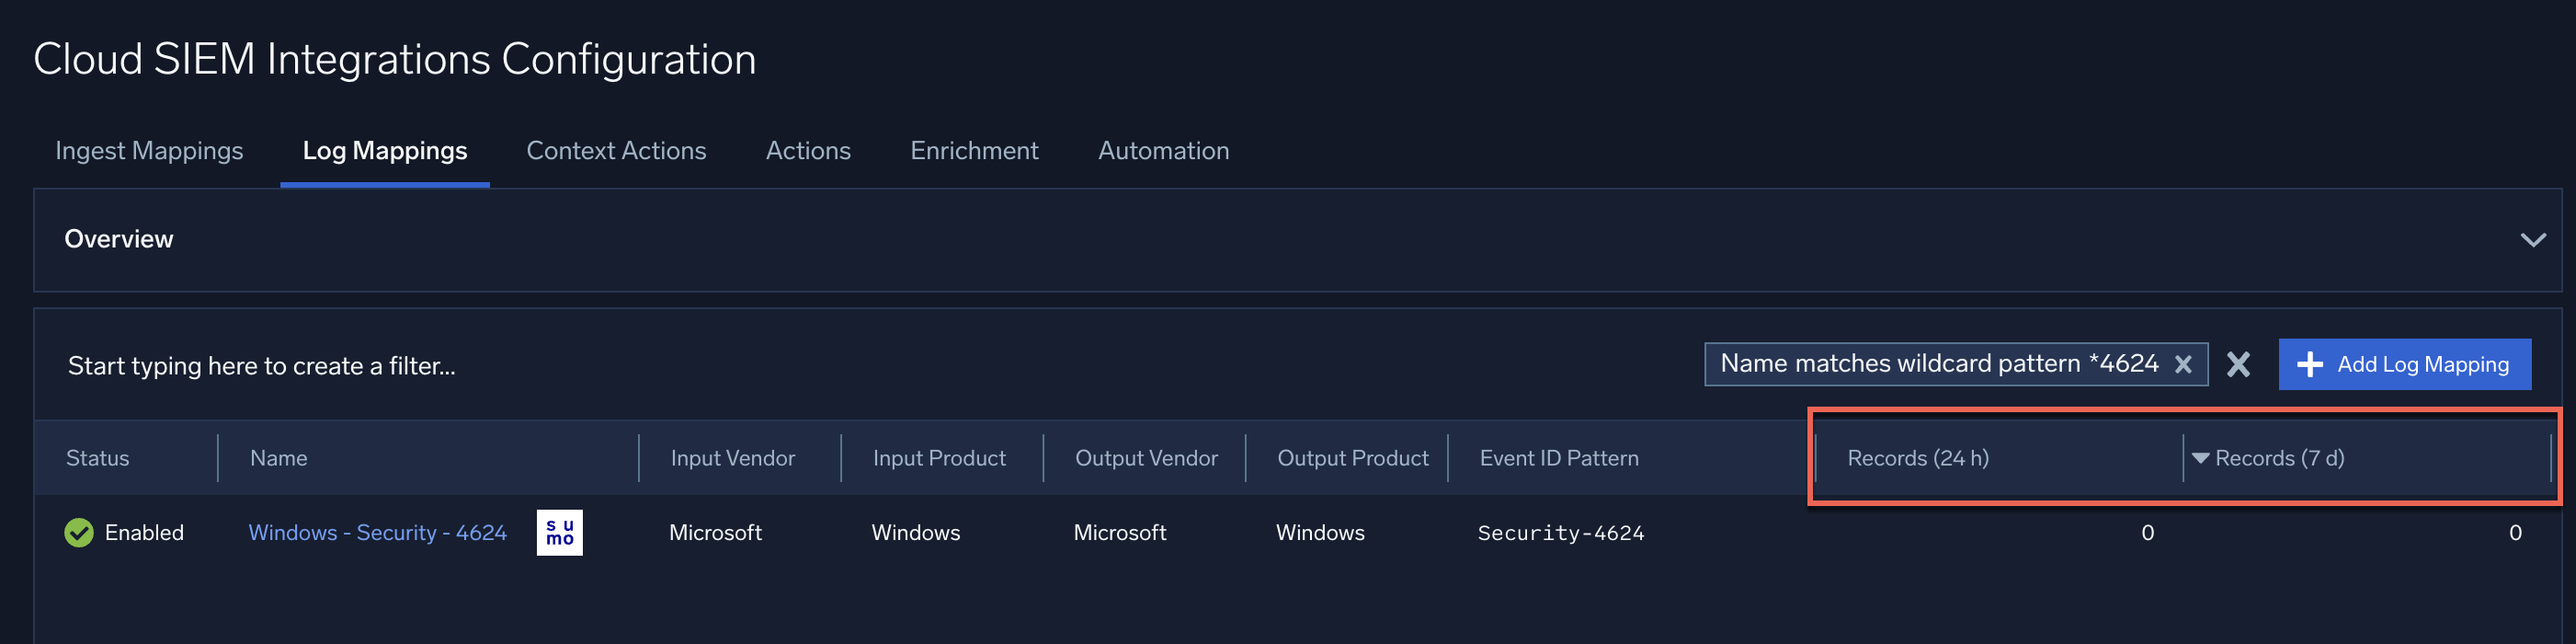 Cloud SIEM Integrations Configuration
Ingest Mappings Log Mappings Context Actions Actions Enrichment Automation
Overview
Start typing here to create a filter... Name matches wildcard pattern *4624 Add Log Mapping
Status Name Input Vendor Input Product Output Vendor Output Product Event ID Pattern Records (24 h) Records (7 d)
Enabled Windows - Security - 4624 su mo Microsoft Windows Microsoft Windows Security-4624 0 0